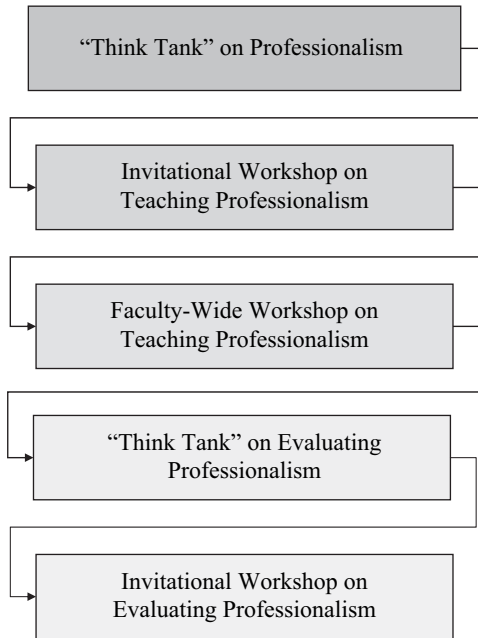 “Think Tank” on Professionalism
Invitational Workshop on
Teaching Professionalism
Faculty-Wide Workshop on
Teaching Professionalism
“Think Tank” on Evaluating
Professionalism
Invitational Workshop on
Evaluating Professionalism